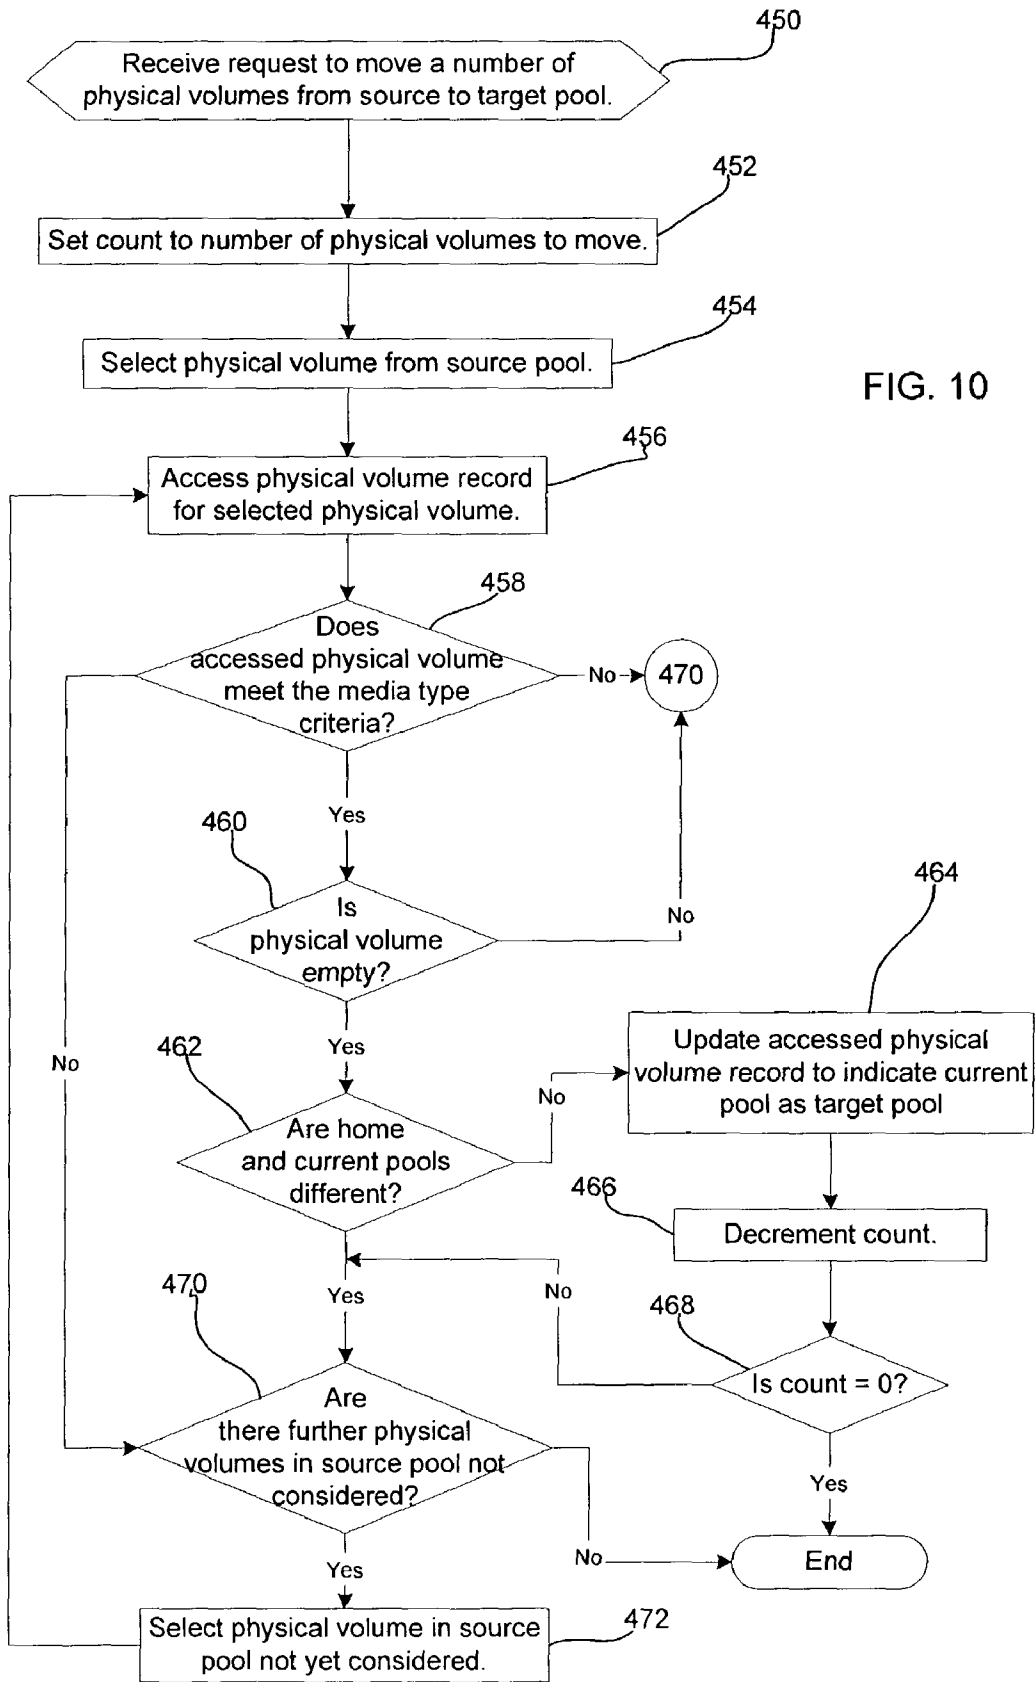 450
Receive request to move a number of
physical volumes from source to target pool.
452
Set count to number of physical volumes to move.
454
Select physical volume from source pool.
FIG. 10
456
Access physical volume record
for selected physical volume.
458
Does
accessed physical volume
meet the media type
criteria?
No
470
Yes
460
Is
physical volume
empty?
No
464
Yes
No
462
Update accessed physical
volume record to indicate current
pool as target pool
No
Are home
and current pools
different?
466
Decrement count.
470
Yes
No
468
Is count = 0?
Are
there further physical
volumes in source pool not
considered?
Yes
No
End
Yes
472
Select physical volume in source
pool not yet considered.